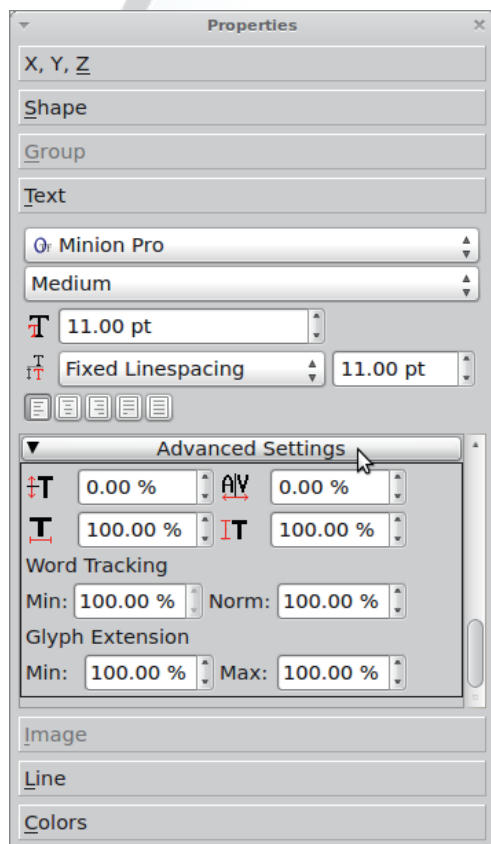 Properties
X, Y, Z
Shape
Group
Text
Minion Pro
Medium
11.00 pt
Fixed Linespacing 11.00 pt
Advanced Settings
0.00 % 0.00 %
100.00 % 100.00 %
Word Tracking
Min: 100.00 % Norm: 100.00 %
Glyph Extension
Min: 100.00 % Max: 100.00 %
Image
Line
Colors